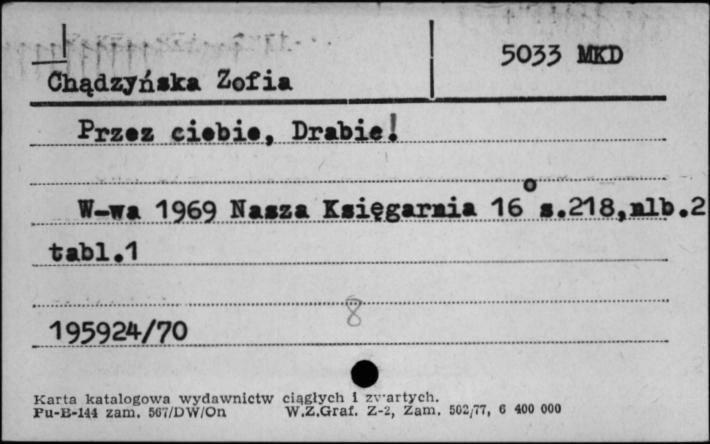 5033 MKD
Chądzyńska Zofia
Przez ciebie, Drabie!
W-wa 1969 Nasza Księgarnia 16° s.218,nlb.2
tabl.1
8
195924/70
Karta katalogowa wydawnictw ciągłych i zwartych.
Pu-B-144 zam. 567/DW/On W.Z.Graf. Z-2, Zam. 502/77, 6 400 000